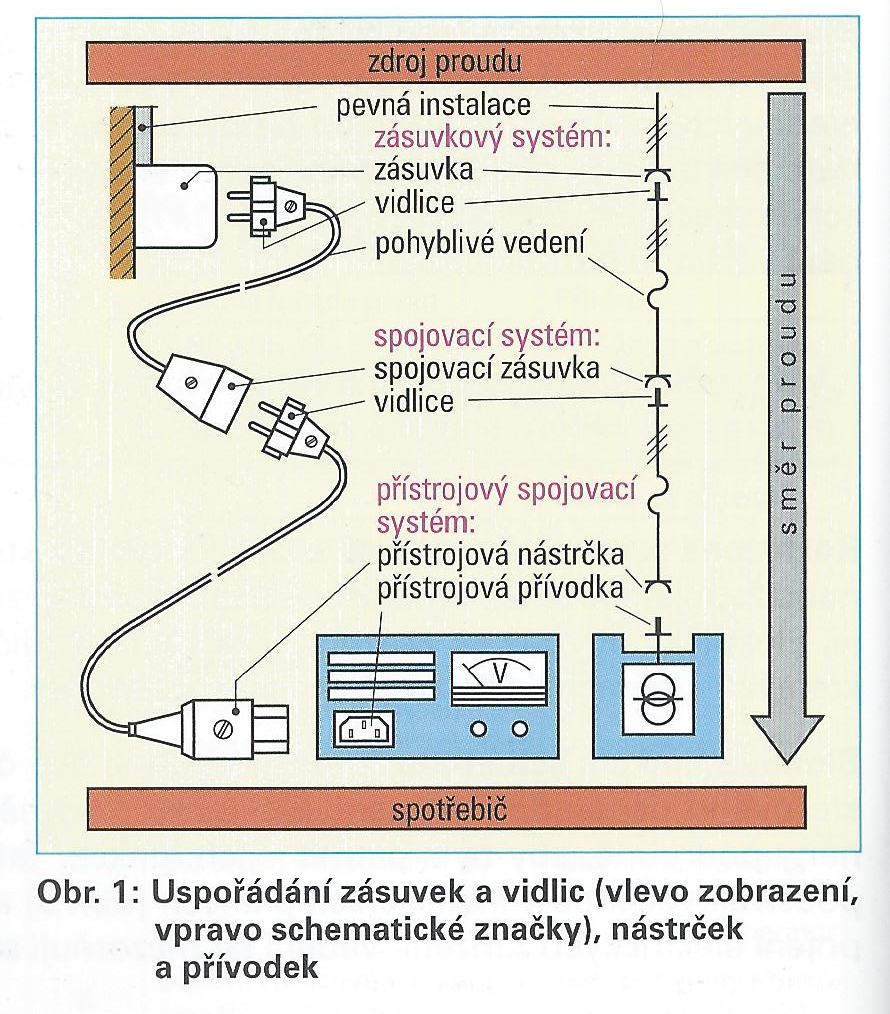 zdroj proudu
pevná instalace
zásuvkový systém:
zásuvka
vidlice
pohyblivé vedení
spojovací systém:
spojovací zásuvka
vidlice
přístrojový spojovací
systém:
přístrojová nástrčka
přístrojová přívodka
V
směr proudu
spotřebič
Obr. 1: Uspořádání zásuvek a vidlic (vlevo zobrazení,
vpravo schematické značky), nástrček
a přívodek